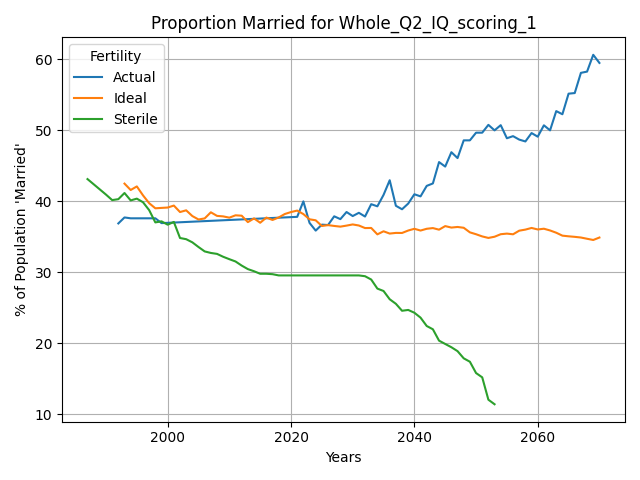 Proportion Married for Whole_Q2_IQ_scoring_1
% of Population 'Married'
Fertility
Actual
Ideal
Sterile
60
50
40
30
20
10
2000 2020 2040 2060
Years